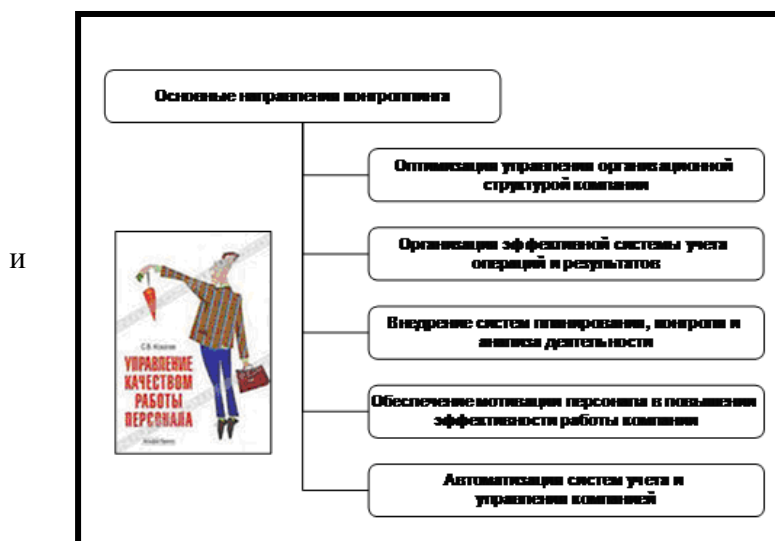 Основные направления контроллинга
Оптимизация управления организационной
структурой компании
и
Организация эффективной системы учета
операций и результатов
Внедрение систем планирования, контроля и
анализа деятельности
Обеспечение мотивации персонала в повышении
эффективности работы компании
Автоматизация систем учета и
управления компанией
УПРАВЛЕНИЕ
КАЧЕСТВОМ
РАБОТЫ
ПЕРСОНАЛА